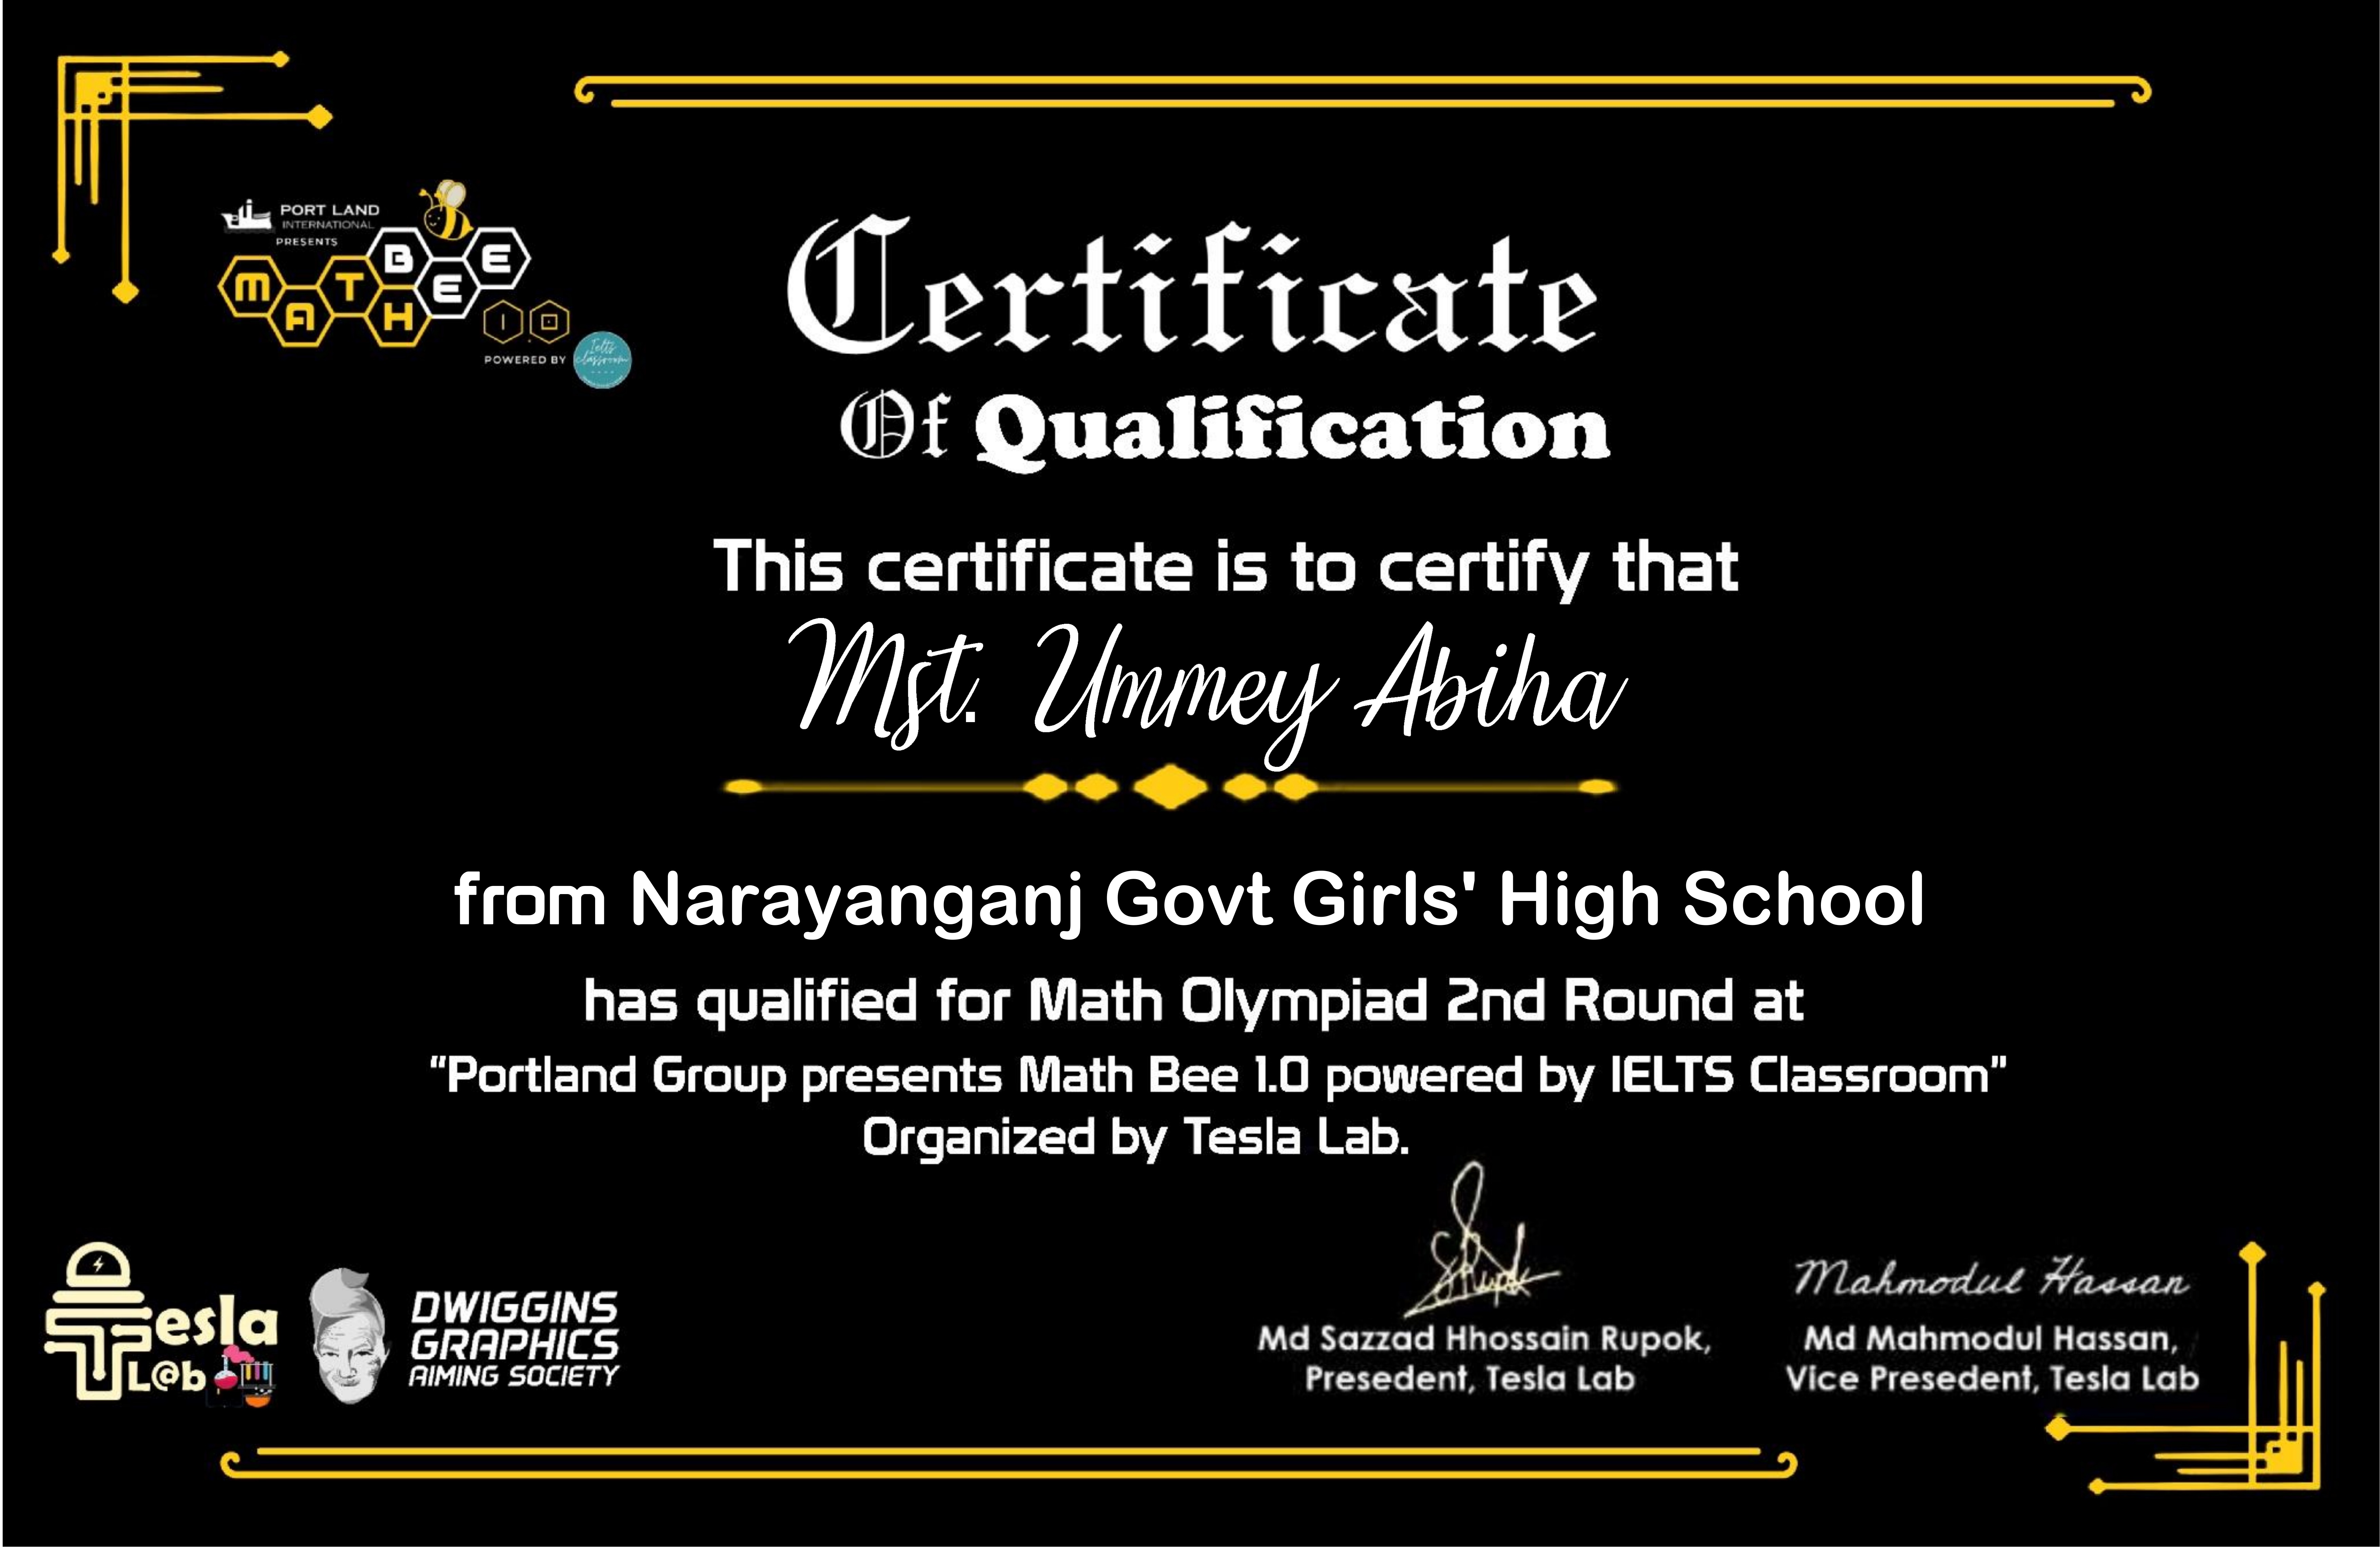 PORT LAND
INTERNATIONAL
PRESENTS
MATH BEE
1.0
POWERED BY
Ielts classroom
Certificate
Of Qualification
This certificate is to certify that
Mst. Ummey Abiha
from Narayanganj Govt Girls' High School
has qualified for Math Olympiad 2nd Round at
“Portland Group presents Math Bee 1.0 powered by IELTS Classroom”
Organized by Tesla Lab.
Tesla
L@b
DWIGGINS
GRAPHICS
AIMING SOCIETY
Mahmodul Hassan
Md Sazzad Hhossain Rupok,
Presedent, Tesla Lab
Md Mahmodul Hassan,
Vice Presedent, Tesla Lab